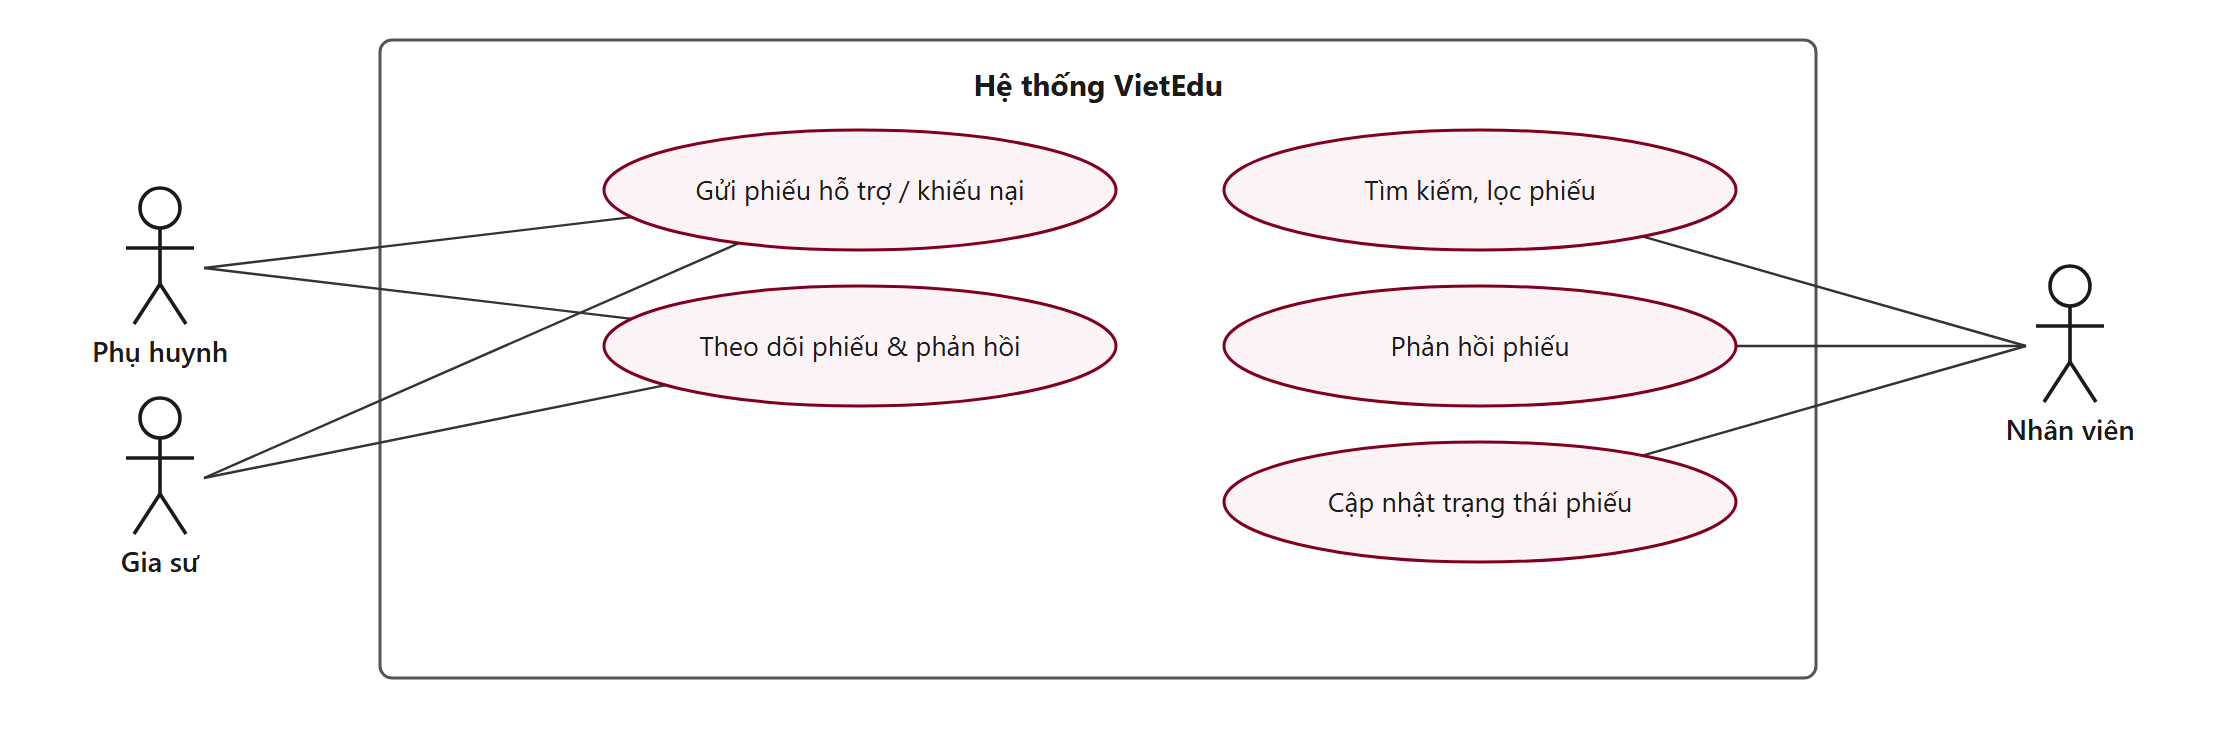 Hệ thống VietEdu
Gửi phiếu hỗ trợ / khiếu nại
Tìm kiếm, lọc phiếu
Theo dõi phiếu & phản hồi
Phản hồi phiếu
Cập nhật trạng thái phiếu
Phụ huynh
Gia sư
Nhân viên